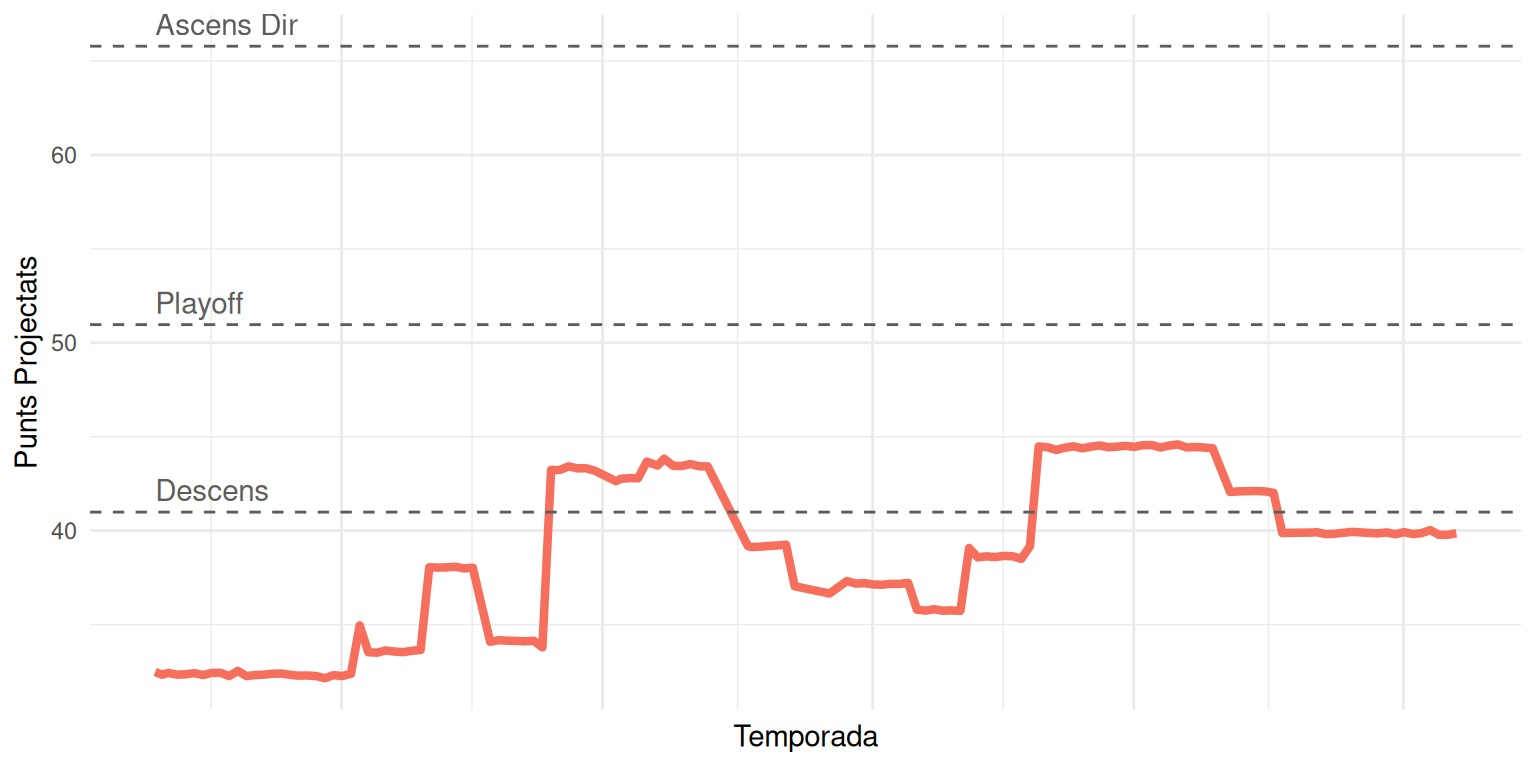 Ascens Dir
60
Playoff
50
Descens
40
Punts Projectats
Temporada